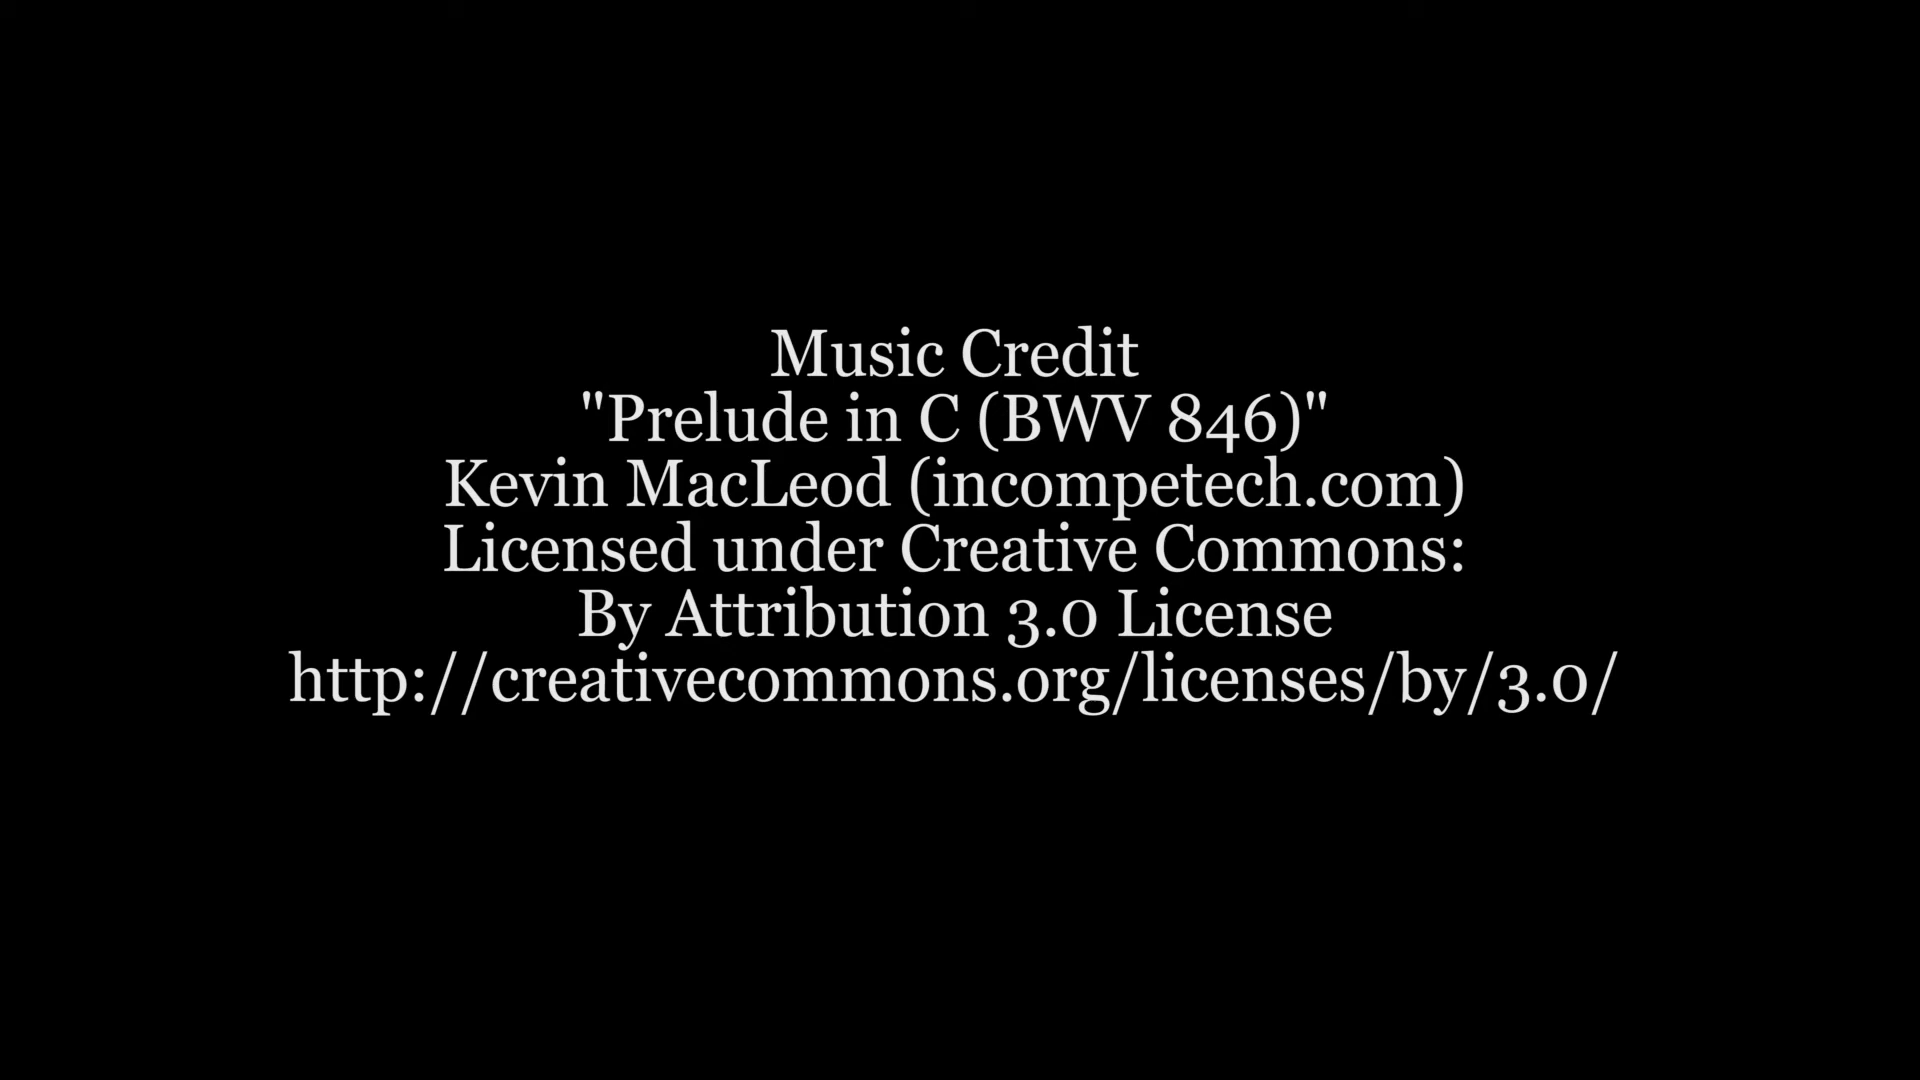 Music Credit
"Prelude in C (BWV 846)"
Kevin MacLeod (incompetech.com)
Licensed under Creative Commons:
By Attribution 3.0 License
http://creativecommons.org/licenses/by/3.0/